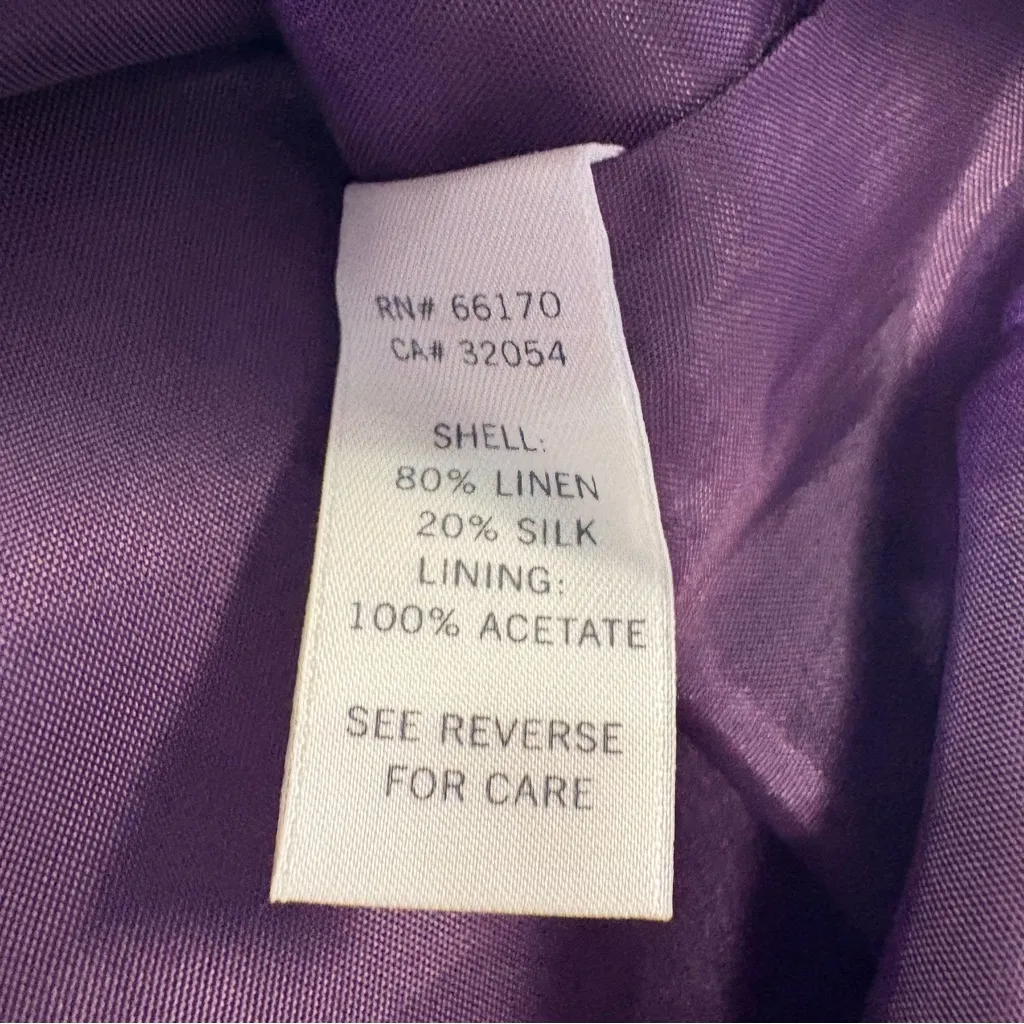 RN# 66170
CA# 32054
SHELL:
80% LINEN
20% SILK
LINING:
100% ACETATE
SEE REVERSE
FOR CARE